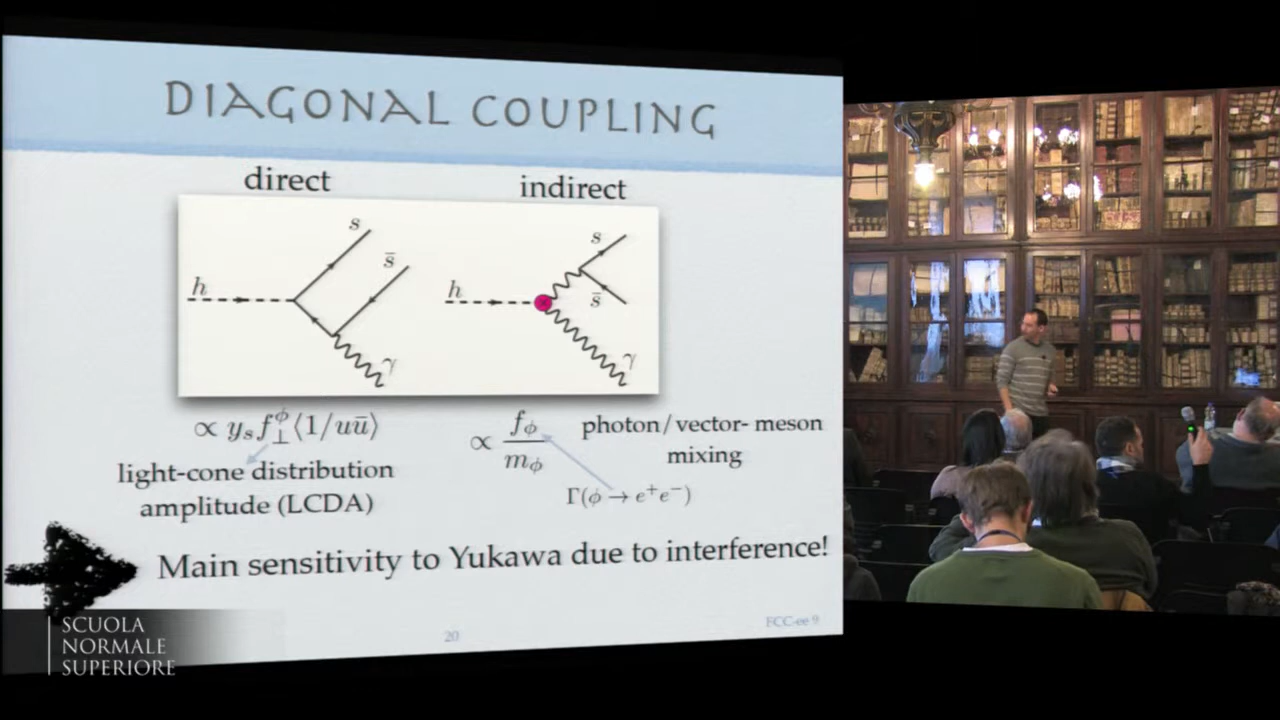 DIAGONAL COUPLING
direct
indirect
h
s
s̄
γ
h
s
s̄
γ
∝ y_s f_⊥^ϕ ⟨1/uū⟩
∝ f_ϕ / m_ϕ
photon/vector- meson
mixing
light-cone distribution
amplitude (LCDA)
Γ(ϕ → e⁺e⁻)
Main sensitivity to Yukawa due to interference!
20
FCC-ee 9
SCUOLA
NORMALE
SUPERIORE